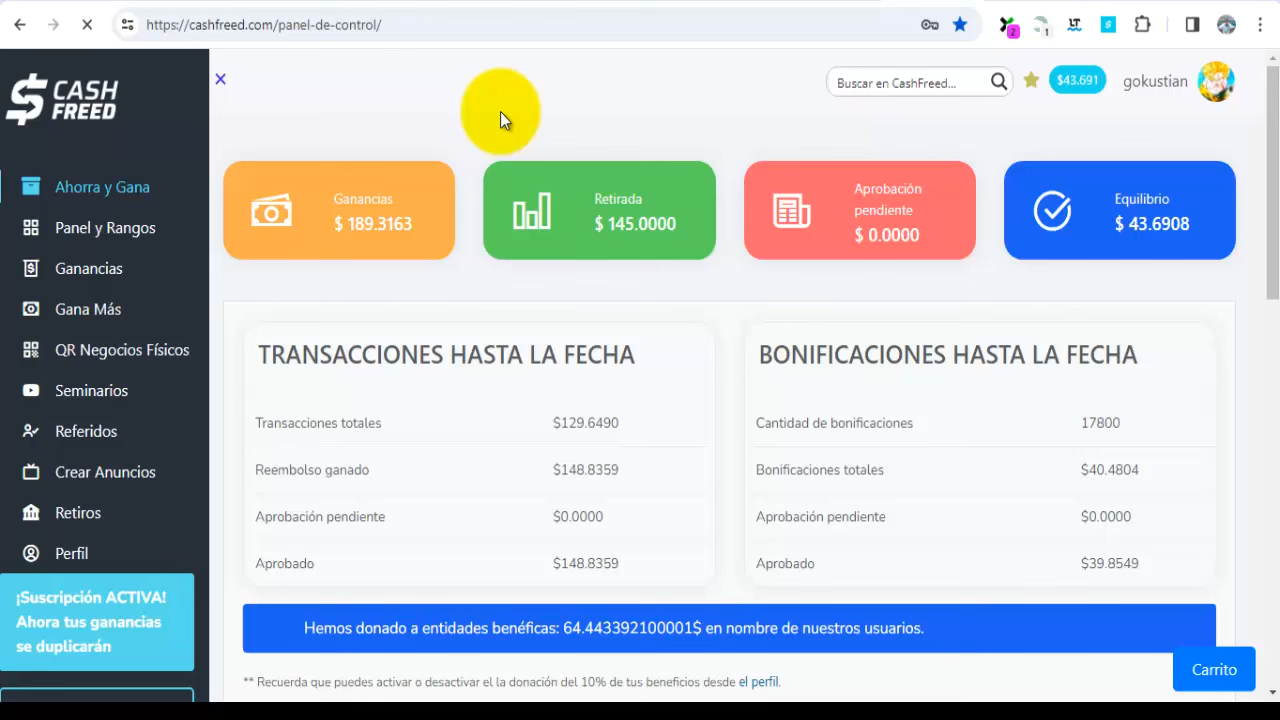 https://cashfreed.com/panel-de-control/
2
1
LT
$
CASH
FREED
Buscar en CashFreed...
$43.691
gokustian
Ahorra y Gana
Panel y Rangos
Ganancias
Gana Más
QR Negocios Físicos
Seminarios
Referidos
Crear Anuncios
Retiros
Perfil
¡Suscripción ACTIVA!
Ahora tus ganancias
se duplicarán
Ganancias
$ 189.3163
Retirada
$ 145.0000
Aprobación
pendiente
$ 0.0000
Equilibrio
$ 43.6908
TRANSACCIONES HASTA LA FECHA
Transacciones totales $129.6490
Reembolso ganado $148.8359
Aprobación pendiente $0.0000
Aprobado $148.8359
BONIFICACIONES HASTA LA FECHA
Cantidad de bonificaciones 17800
Bonificaciones totales $40.4804
Aprobación pendiente $0.0000
Aprobado $39.8549
Hemos donado a entidades benéficas: 64.443392100001$ en nombre de nuestros usuarios.
** Recuerda que puedes activar o desactivar el la donación del 10% de tus beneficios desde el perfil.
Carrito